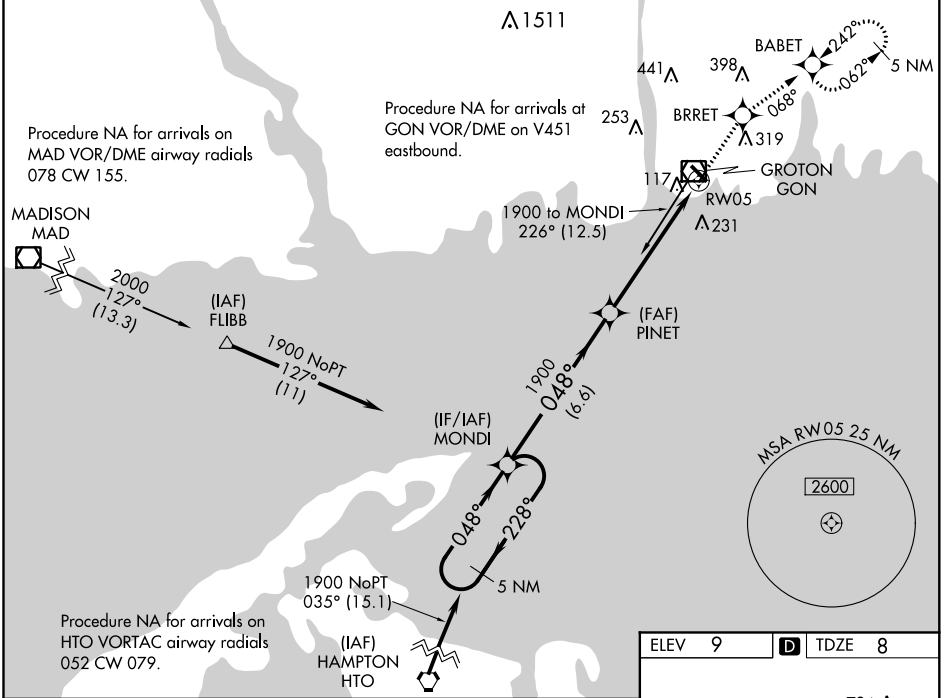 1511
BABET
242°
062°
5 NM
441
398
068°
Procedure NA for arrivals at
GON VOR/DME on V451
eastbound.
253
BRRET
319
Procedure NA for arrivals on
MAD VOR/DME airway radials
078 CW 155.
GROTON
GON
117
RW05
1900 to MONDI
226° (12.5)
231
MADISON
MAD
2000
127°
(13.3)
(IAF)
FLIBB
(FAF)
PINET
1900 NoPT
127°
(11)
1900
048°
(6.6)
(IF/IAF)
MONDI
MSA RW05 25 NM
2600
048°
228°
5 NM
1900 NoPT
035° (15.1)
Procedure NA for arrivals on
HTO VORTAC airway radials
052 CW 079.
(IAF)
HAMPTON
HTO
ELEV 9
D
TDZE 8